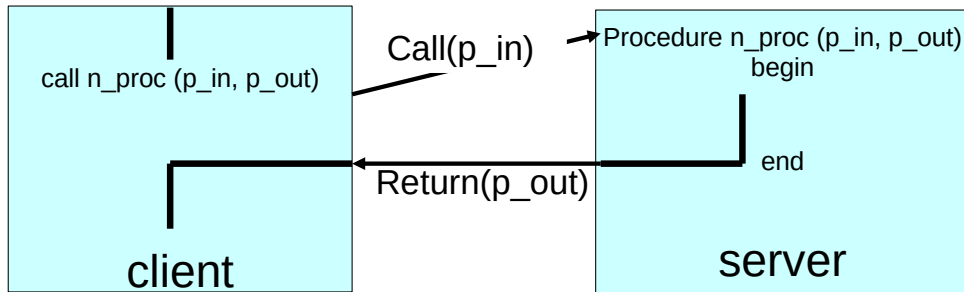 call n_proc (p_in, p_out)
client
Call(p_in)
Return(p_out)
Procedure n_proc (p_in, p_out)
begin
end
server